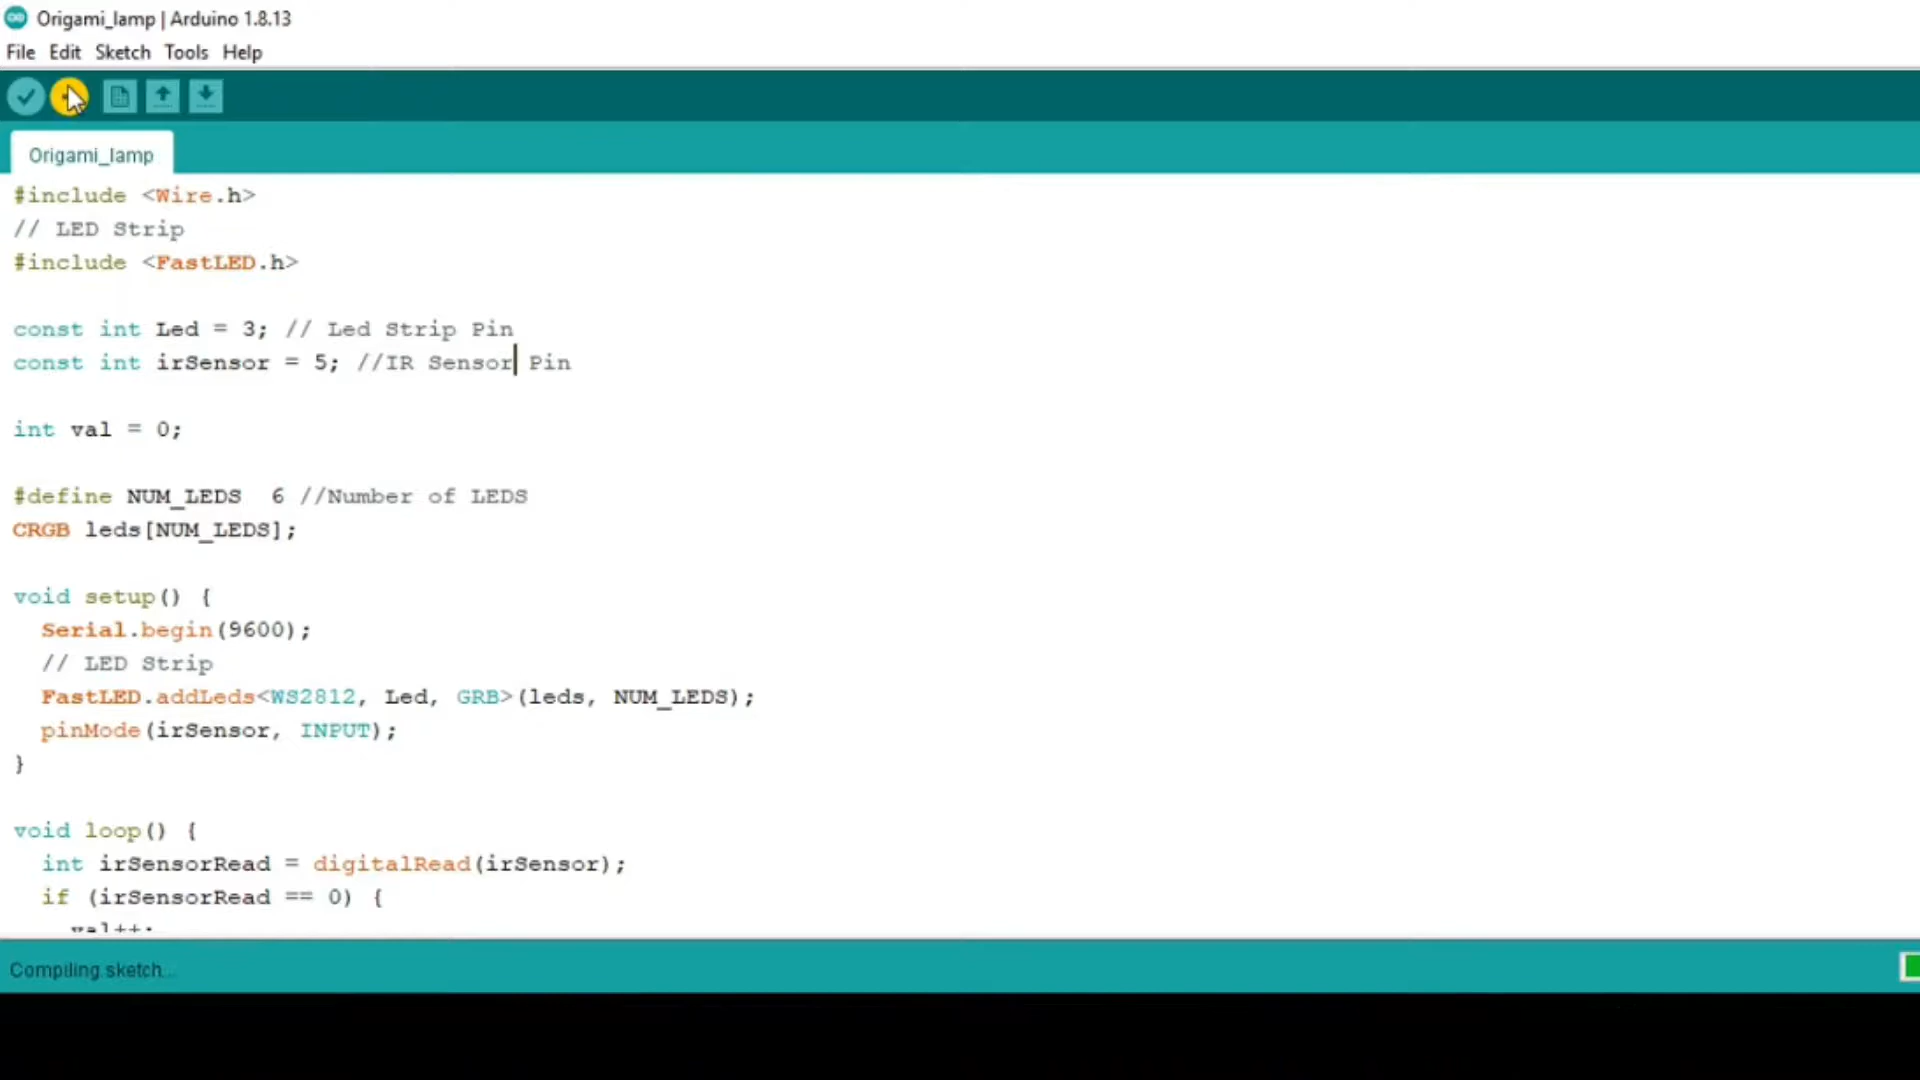 Origami_lamp | Arduino 1.8.13
File Edit Sketch Tools Help
Origami_lamp
#include <Wire.h>
// LED Strip
#include <FastLED.h>
const int Led = 3; // Led Strip Pin
const int irSensor = 5; //IR Sensor Pin
int val = 0;
#define NUM_LEDS  6 //Number of LEDS
CRGB leds[NUM_LEDS];
void setup() {
  Serial.begin(9600);
  // LED Strip
  FastLED.addLeds<WS2812, Led, GRB>(leds, NUM_LEDS);
  pinMode(irSensor, INPUT);
}
void loop() {
  int irSensorRead = digitalRead(irSensor);
  if (irSensorRead == 0) {
    val++;
Compiling sketch...